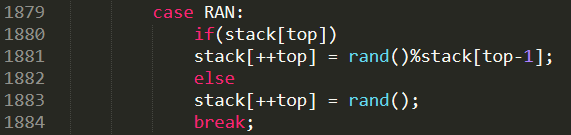 1879 case RAN:
1880 if(stack[top])
1881 stack[++top] = rand()%stack[top-1];
1882 else
1883 stack[++top] = rand();
1884 break;